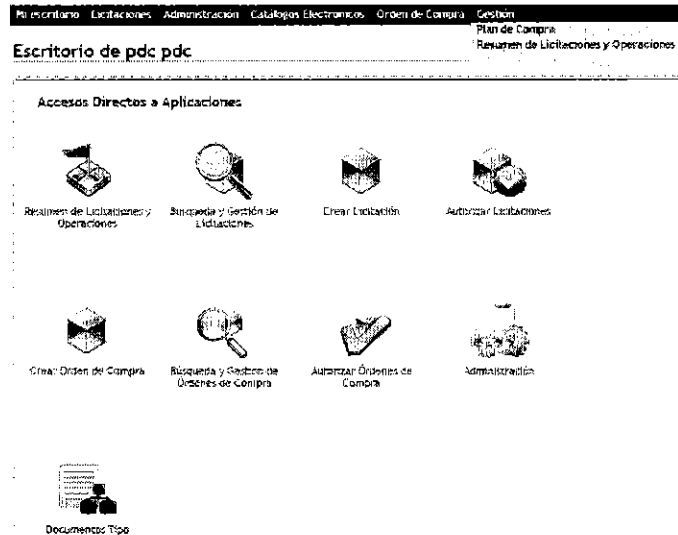 Mi escritorio Licitaciones Administración Catálogos Electronicos Orden de Compra Gestión
Plan de Compra
Resumen de Licitaciones y Operaciones
Escritorio de pdc pdc
Accesos Directos a Aplicaciones
Resumen de Licitaciones y
Operaciones
Búsqueda y Gestión de
Licitaciones
Crear Licitación
Autorizar Licitaciones
Crear Orden de Compra
Búsqueda y Gestion de
Órdenes de Compra
Autorizar Órdenes de
Compra
Administración
Documentos Tipo